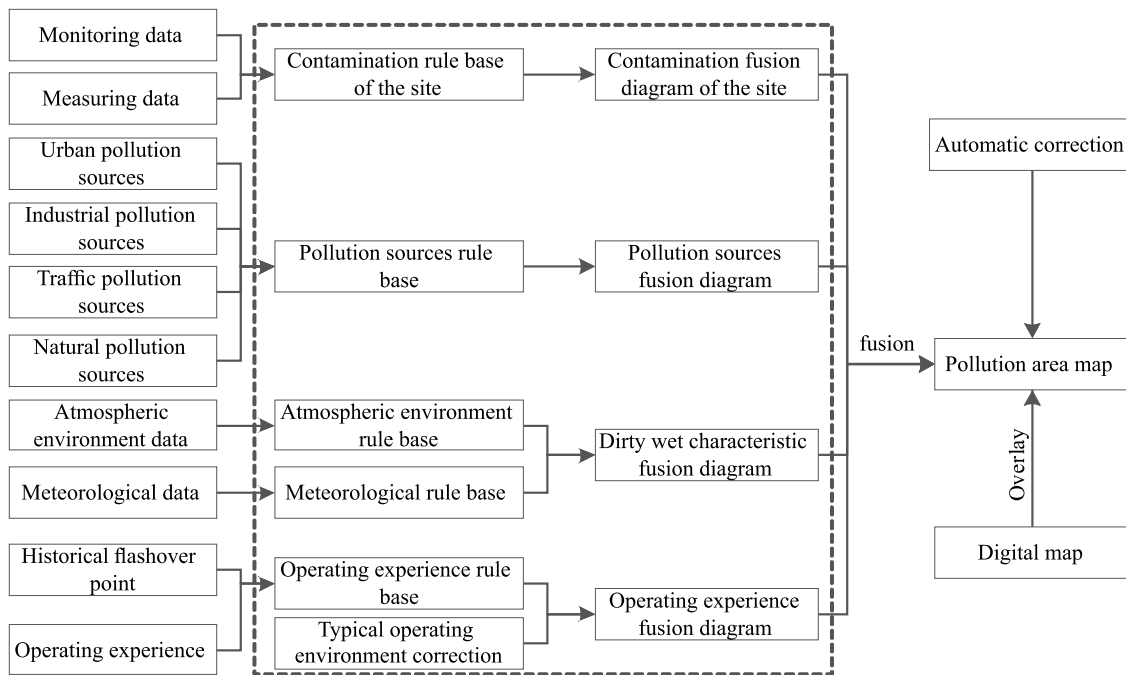 Monitoring data
Measuring data
Urban pollution
sources
Industrial pollution
sources
Traffic pollution
sources
Natural pollution
sources
Atmospheric
environment data
Meteorological data
Historical flashover
point
Operating experience
Contamination rule base
of the site
Pollution sources rule
base
Atmospheric environment
rule base
Meteorological rule base
Operating experience rule
base
Typical operating
environment correction
Contamination fusion
diagram of the site
Pollution sources
fusion diagram
Dirty wet characteristic
fusion diagram
Operating experience
fusion diagram
fusion
Automatic correction
Pollution area map
Overlay
Digital map